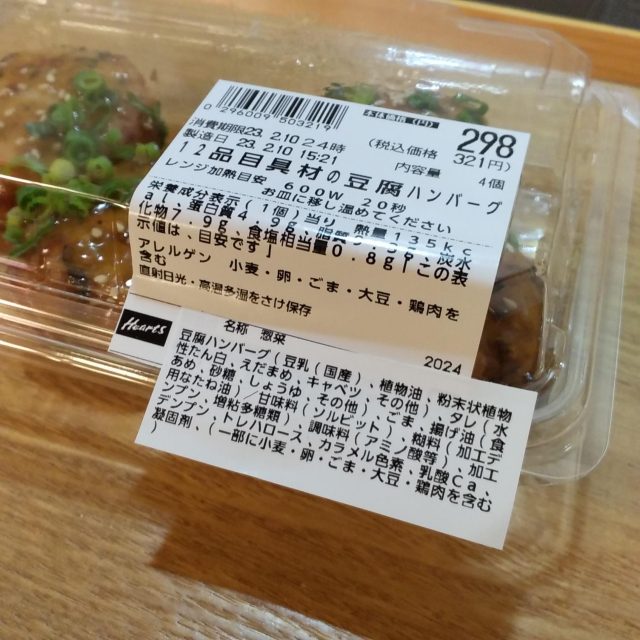 0 296009 503219
本体価格 (円)
298
(税込価格 321円)
消費期限23. 2.10 24時
製造日 23. 2.10 15:21
内容量 4個
12品目具材の豆腐ハンバーグ
レンジ加熱目安 600W 20秒
お皿に移し温めてください
栄養成分表示(1個)当り 熱量135kc
al、蛋白質4. 脂質 炭水
化物7.9g、食塩相当量0.8g「この表
示値は、目安です」
アレルゲン 小麦・卵・ごま・大豆・鶏肉を
含む
直射日光・高温多湿をさけ保存
Hearts
名称 惣菜
2024
豆腐ハンバーグ(豆乳(国産)、植物油、粉末状植物
性たん白、えだまめ、キャベツ、その他)、タレ(水
あめ、砂糖、しょうゆ、その他)、ごま、揚げ油(食
用なたね油)/甘味料(ソルビット)、糊料(加工デ
ンプン、増粘多糖類)、調味料(アミノ酸等)、加工
デンプン、トレハロース、カラメル色素、乳酸Ca、
凝固剤、(一部に小麦・卵・ごま・大豆・鶏肉を含む